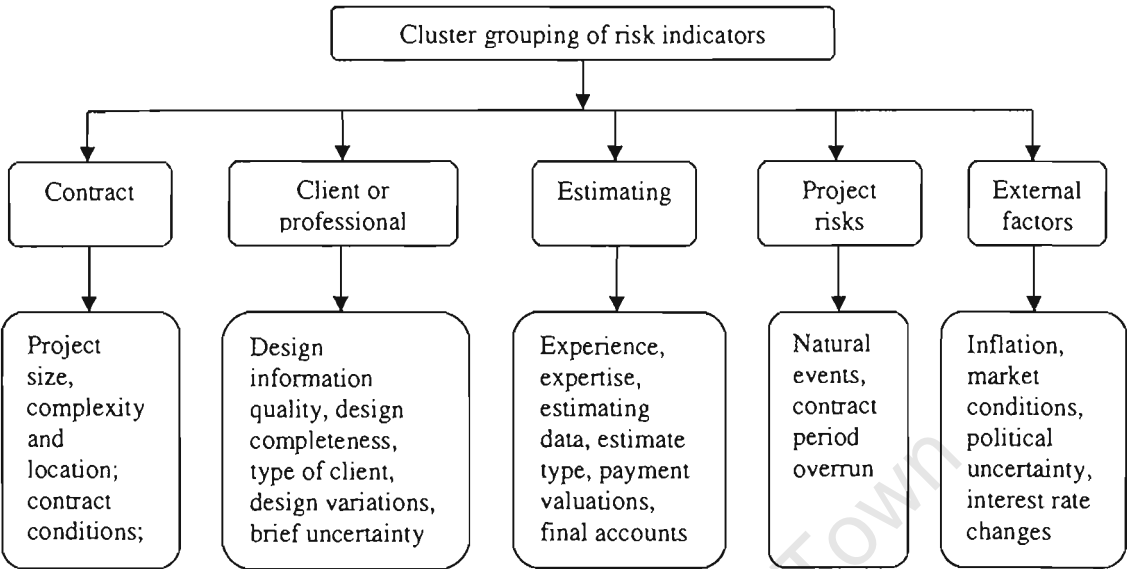 Cluster grouping of risk indicators
Contract
Client or
professional
Estimating
Project
risks
External
factors
Project
size,
complexity
and
location;
contract
conditions;
Design
information
quality, design
completeness,
type of client,
design variations,
brief uncertainty
Experience,
expertise,
estimating
data, estimate
type, payment
valuations,
final accounts
Natural
events,
contract
period
overrun
Inflation,
market
conditions,
political
uncertainty,
interest rate
changes
Town